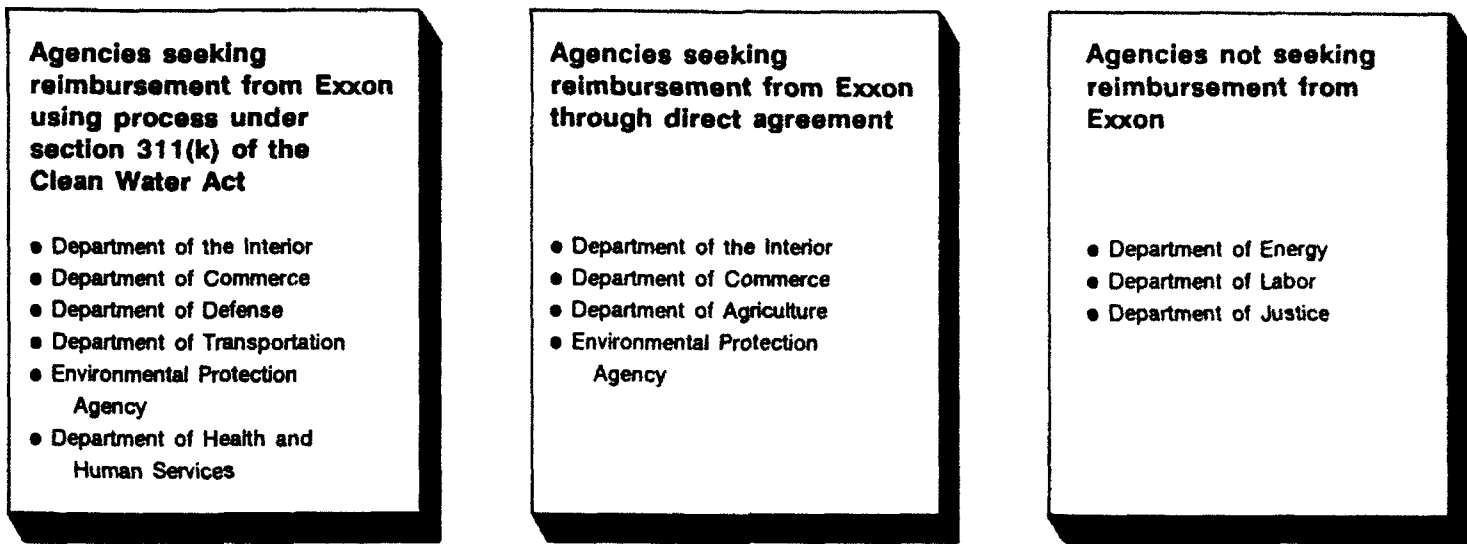 Agencies seeking
reimbursement from Exxon
using process under
section 311(k) of the
Clean Water Act
● Department of the Interior
● Department of Commerce
● Department of Defense
● Department of Transportation
● Environmental Protection
Agency
● Department of Health and
Human Services
Agencies seeking
reimbursement from Exxon
through direct agreement
● Department of the Interior
● Department of Commerce
● Department of Agriculture
● Environmental Protection
Agency
Agencies not seeking
reimbursement from
Exxon
● Department of Energy
● Department of Labor
● Department of Justice